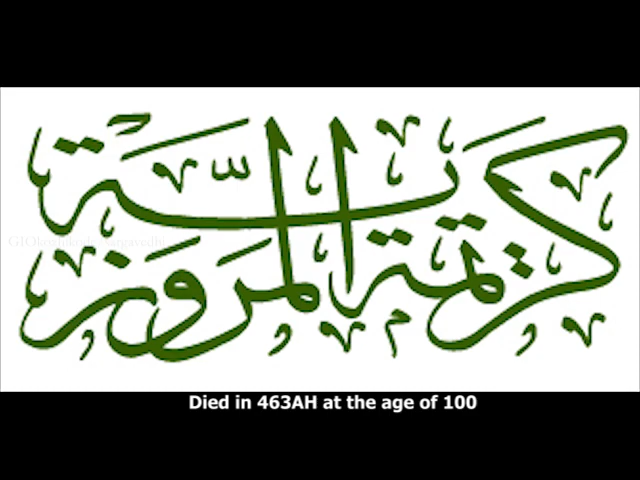 كريمة المروزية
Died in 463AH at the age of 100